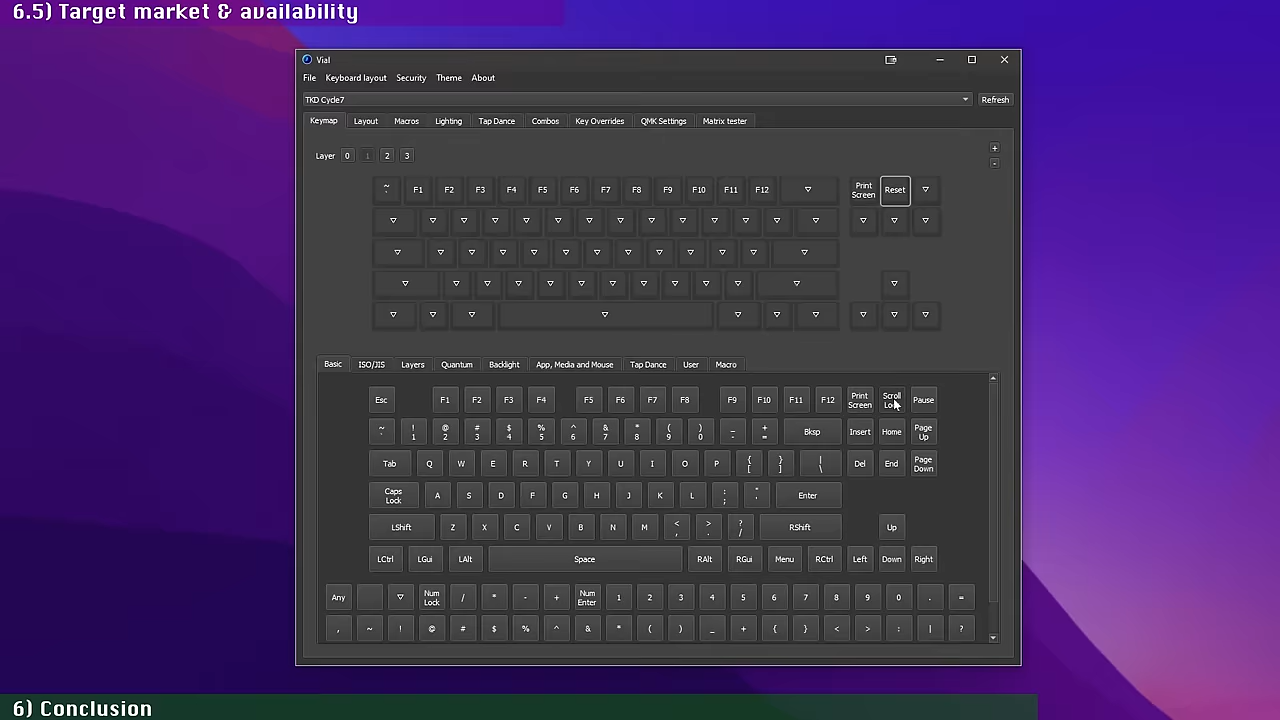 6.5) Target market & availability
Vial
File Keyboard layout Security Theme About
TKD Cycle7 Refresh
Keymap Layout Macros Lighting Tap Dance Combos Key Overrides QMK Settings Matrix tester
Layer 0 1 2 3 +
-
~ ` F1 F2 F3 F4 F5 F6 F7 F8 F9 F10 F11 F12 ▽ Print Screen Reset ▽
▽ ▽ ▽ ▽ ▽ ▽ ▽ ▽ ▽ ▽ ▽ ▽ ▽ ▽ ▽ ▽ ▽
▽ ▽ ▽ ▽ ▽ ▽ ▽ ▽ ▽ ▽ ▽ ▽ ▽
▽ ▽ ▽ ▽ ▽ ▽ ▽ ▽ ▽ ▽ ▽ ▽ ▽
▽ ▽ ▽ ▽ ▽ ▽ ▽ ▽ ▽ ▽
Basic ISO/JIS Layers Quantum Backlight App, Media and Mouse Tap Dance User Macro
Esc F1 F2 F3 F4 F5 F6 F7 F8 F9 F10 F11 F12 Print Screen Scroll Pause
~ ` ! 1 @ 2 # 3 $ 4 % 5 ^ 6 & 7 * 8 ( 9 ) 0 _ - + = Bksp Insert Home Page Up
Tab Q W E R T Y U I O P { [ } ] | \ Del End Page Down
Caps Lock A S D F G H J K L : ; " ' Enter
LShift Z X C V B N M < , > . ? / RShift Up
LCtrl LGui LAlt Space RAlt RGui Menu RCtrl Left Down Right
Any ▽ Num Lock / * - + Num Enter 1 2 3 4 5 6 7 8 9 0 . =
, ~ ! @ # $ % ^ & * ( ) _ + { } < > : | ?
6) Conclusion